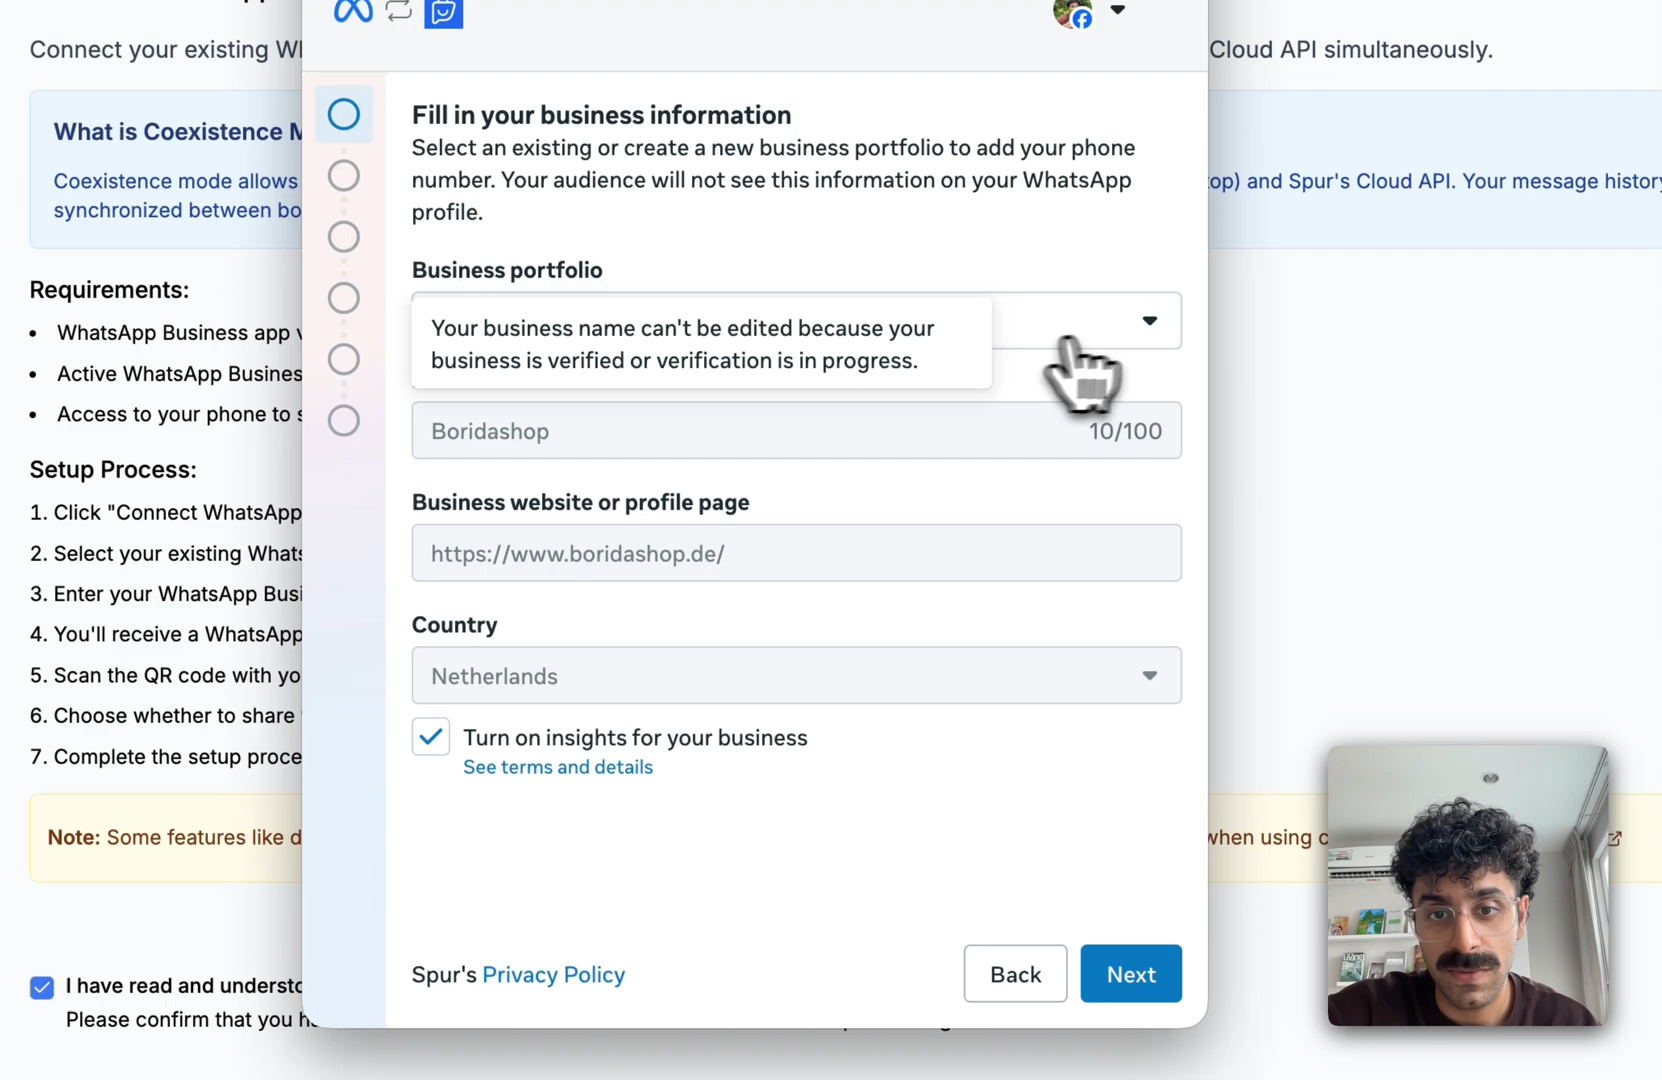 Connect your existing Wh
Cloud API simultaneously.
What is Coexistence M
Coexistence mode allows
top) and Spur's Cloud API. Your message history
synchronized between bo
Requirements:
• WhatsApp Business app v
• Active WhatsApp Busines
• Access to your phone to s
Setup Process:
1. Click "Connect WhatsApp
2. Select your existing Whats
3. Enter your WhatsApp Busi
4. You'll receive a WhatsApp
5. Scan the QR code with yo
6. Choose whether to share
7. Complete the setup proce
Note: Some features like d
when using c
I have read and understo
Please confirm that you ha
Fill in your business information
Select an existing or create a new business portfolio to add your phone
number. Your audience will not see this information on your WhatsApp
profile.
Business portfolio
Your business name can't be edited because your
business is verified or verification is in progress.
Boridashop 10/100
Business website or profile page
https://www.boridashop.de/
Country
Netherlands
Turn on insights for your business
See terms and details
Spur's Privacy Policy
Back
Next